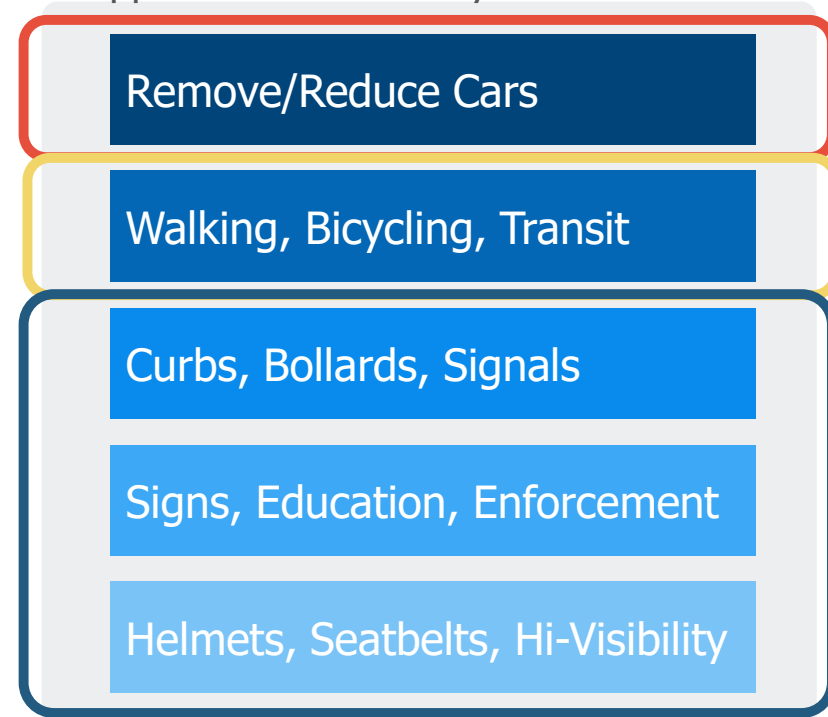 Remove/Reduce Cars
Walking, Bicycling, Transit
Curbs, Bollards, Signals
Signs, Education, Enforcement
Helmets, Seatbelts, Hi-Visibility